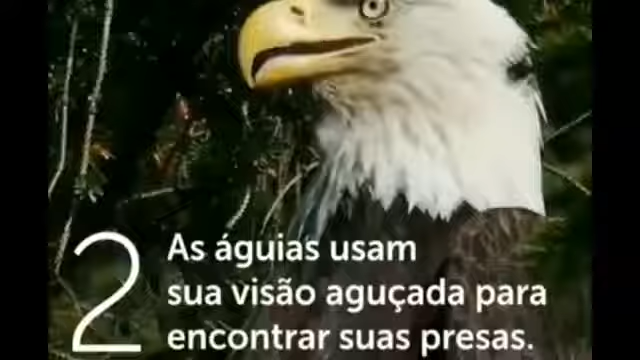 2
As águias usam
sua visão aguçada para
encontrar suas presas.